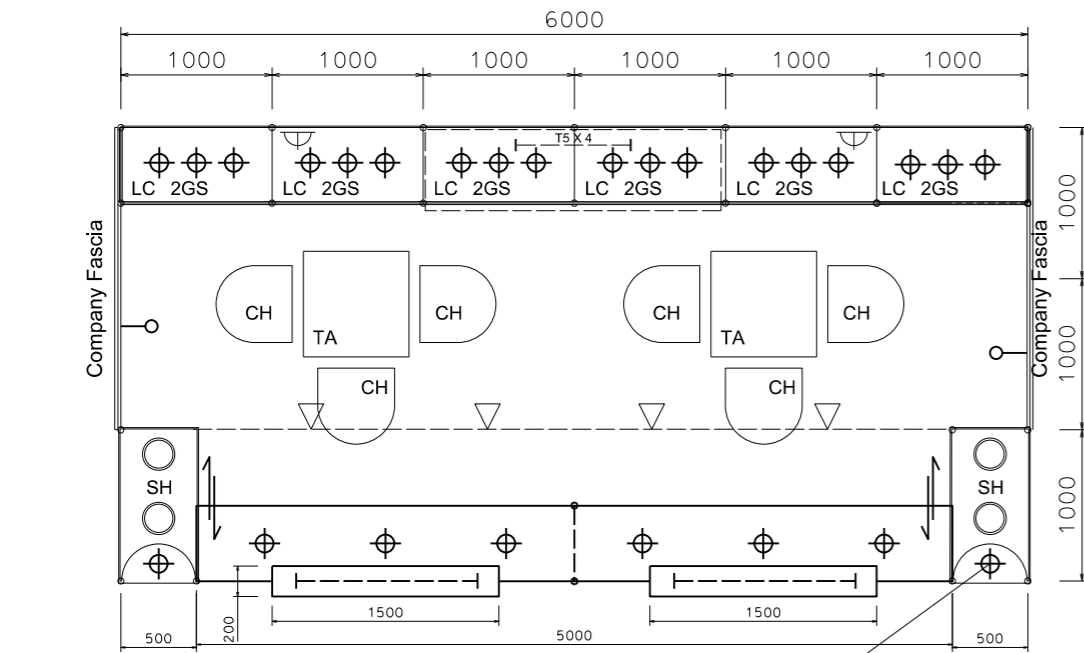 6000
1000 1000 1000 1000 1000 1000
T5 X 4
LC 2GS LC 2GS LC 2GS LC 2GS LC 2GS LC 2GS
1000
Company Fascia
Company Fascia
CH TA CH CH TA CH
1000
CH CH
SH SH
1000
200
1500 1500
500 5000 500